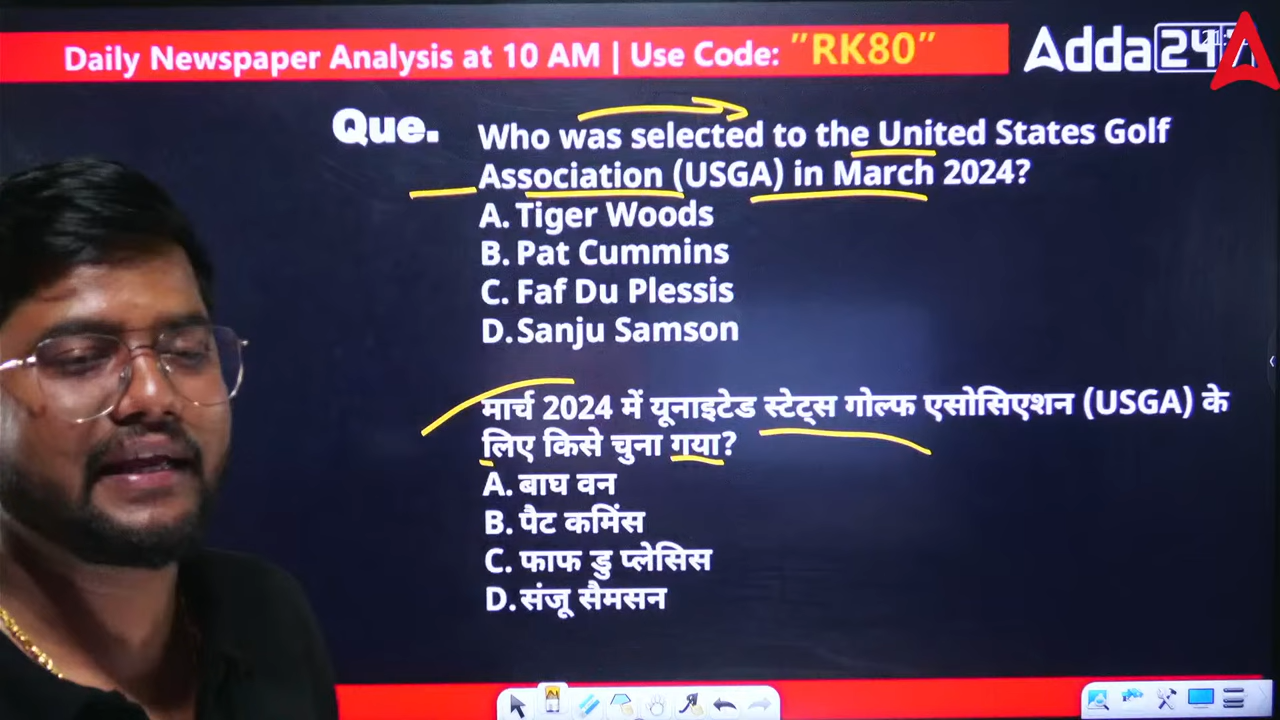 Daily Newspaper Analysis at 10 AM | Use Code: "RK80"
Adda247
Que. Who was selected to the United States Golf
Association (USGA) in March 2024?
A. Tiger Woods
B. Pat Cummins
C. Faf Du Plessis
D. Sanju Samson
मार्च 2024 में यूनाइटेड स्टेट्स गोल्फ एसोसिएशन (USGA) के
लिए किसे चुना गया?
A. बाघ वन
B. पैट कमिंस
C. फाफ डु प्लेसिस
D. संजू सैमसन